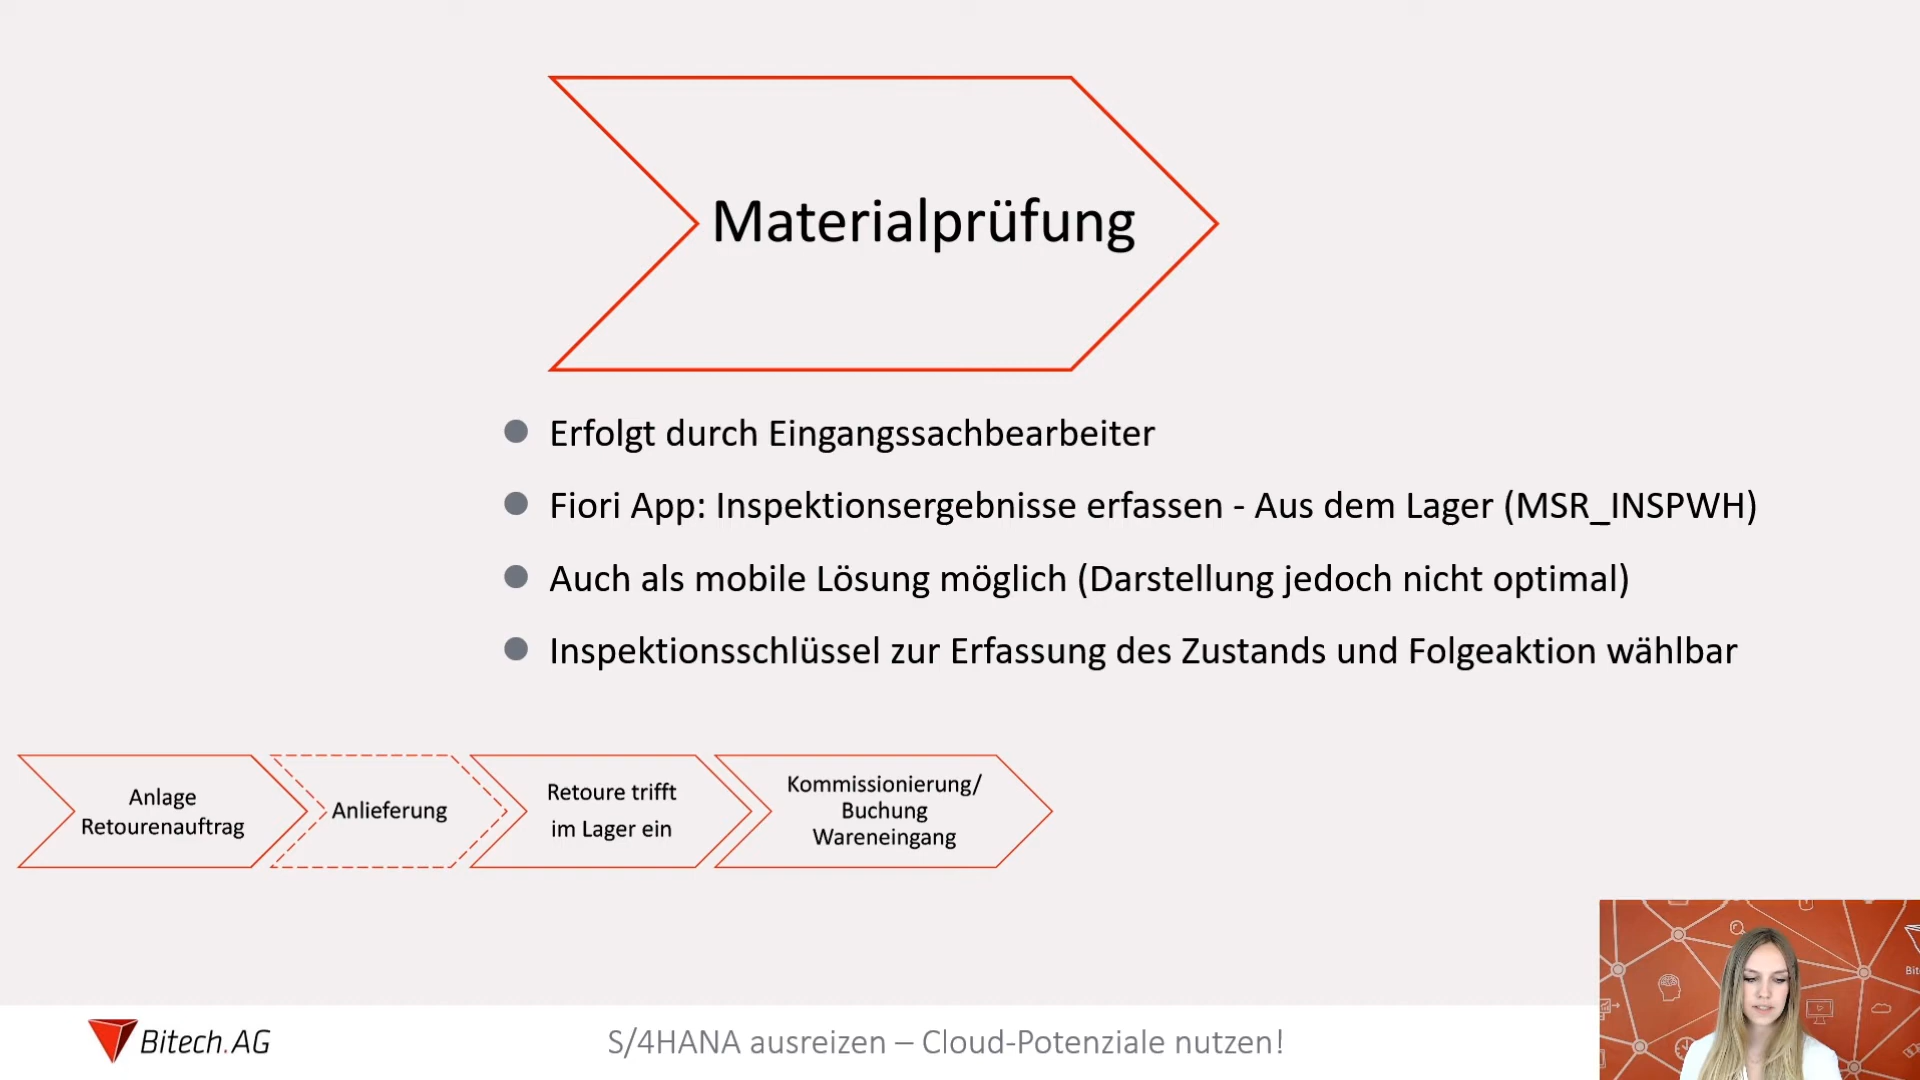 Materialprüfung
Erfolgt durch Eingangssachbearbeiter
Fiori App: Inspektionsergebnisse erfassen - Aus dem Lager (MSR_INSPWH)
Auch als mobile Lösung möglich (Darstellung jedoch nicht optimal)
Inspektionsschlüssel zur Erfassung des Zustands und Folgeaktion wählbar
Anlage
Retourenauftrag
Anlieferung
Retoure trifft
im Lager ein
Kommissionierung/
Buchung
Wareneingang
Bitech.AG
S/4HANA ausreizen – Cloud-Potenziale nutzen!